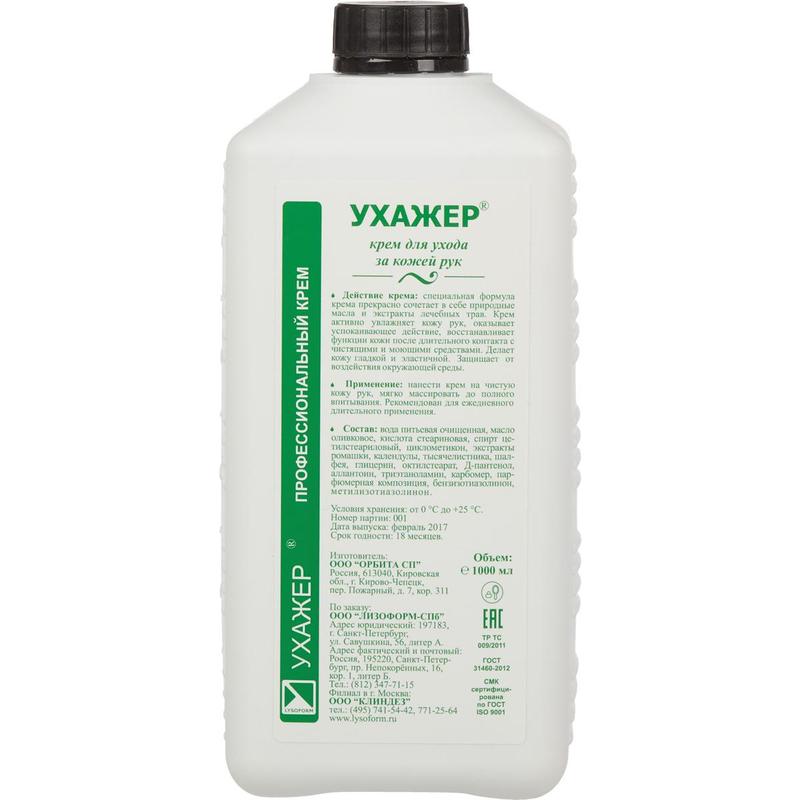 УХАЖЕР®
крем для ухода
за кожей рук
Действие крема: специальная формула
крема прекрасно сочетает в себе природные
масла и экстракты лечебных трав. Крем
активно увлажняет кожу рук, оказывает
успокаивающее действие, восстанавливает
функции кожи после длительного контакта с
чистящими и моющими средствами. Делает
кожу гладкой и эластичной. Защищает от
воздействия окружающей среды.
Применение: нанести крем на чистую
кожу рук, мягко массировать до полного
впитывания. Рекомендован для ежедневного
длительного применения.
Состав: вода питьевая очищенная, масло
оливковое, кислота стеариновая, спирт це-
тилстеариловый, циклометикон, экстракты
ромашки, календулы, тысячелистника, шал-
фея, глицерин, октилстеарат, Д-пантенол,
аллантоин, триэтаноламин, карбомер, пар-
фюмерная композиция, бензизотиазолинон,
метилизотиазолинон.
Условия хранения: от 0 °C до +25 °C.
Номер партии: 001
Дата выпуска: февраль 2017
Срок годности: 18 месяцев.
Изготовитель:
ООО "ОРБИТА СП"
Россия, 613040, Кировская
обл., г. Кирово-Чепецк,
пер. Пожарный, д. 7, кор. 311
По заказу:
ООО "ЛИЗОФОРМ-СПб"
Адрес юридический: 197183,
г. Санкт-Петербург,
ул. Савушкина, 56, литер А.
Адрес фактический и почтовый:
Россия, 195220, Санкт-Петер-
бург, пр. Непокорённых, 16,
кор. 1, литер Б.
Тел.: (812) 347-71-15
Филиал в г. Москва:
ООО "КЛИНДЕЗ"
тел.: (495) 741-54-42, 771-25-64
www.lysoform.ru
Объем:
℮ 1000 мл
EAC
ТР ТС
009/2011
ГОСТ
31460-2012
СМК
сертифици-
рована
по ГОСТ
ISO 9001
УХАЖЕР® ПРОФЕССИОНАЛЬНЫЙ КРЕМ
LYSOFORM